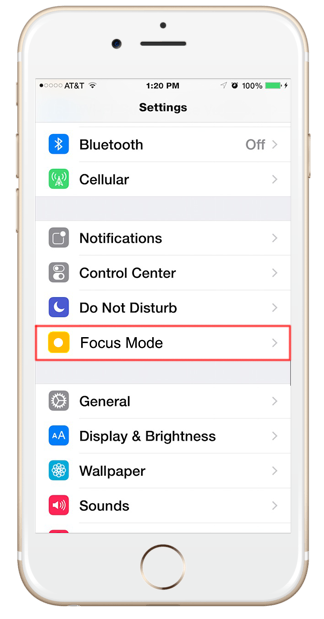 AT&T 1:20 PM 100%
Settings
Bluetooth Off
Cellular
Notifications
Control Center
Do Not Disturb
Focus Mode
General
AA Display & Brightness
Wallpaper
Sounds